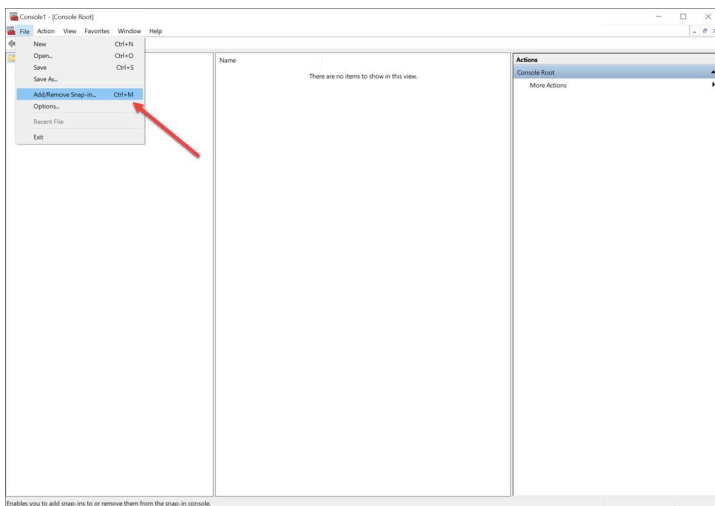 Console1 - [Console Root]
File Action View Favorites Window Help
New Ctrl+N
Open... Ctrl+O
Save Ctrl+S
Save As...
Add/Remove Snap-in... Ctrl+M
Options...
Recent File
Exit
Name
There are no items to show in this view.
Actions
Console Root
More Actions
Enables you to add snap-ins to or remove them from the snap-in console.